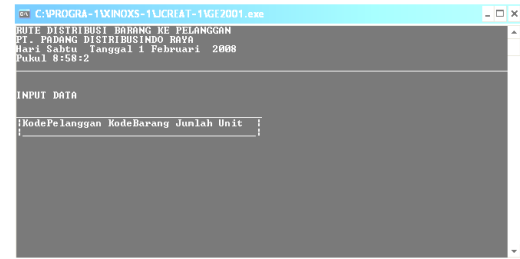 C:\PROGRA~1\XINOXS~1\JCREAT~1\GE2001.exe
RUTE DISTRIBUSI BARANG KE PELANGGAN
PT. PADANG DISTRIBUSINDO RAYA
Hari Sabtu Tanggal 1 Februari 2008
Pukul 8:58:2
INPUT DATA
|KodePelanggan KodeBarang Jumlah Unit |